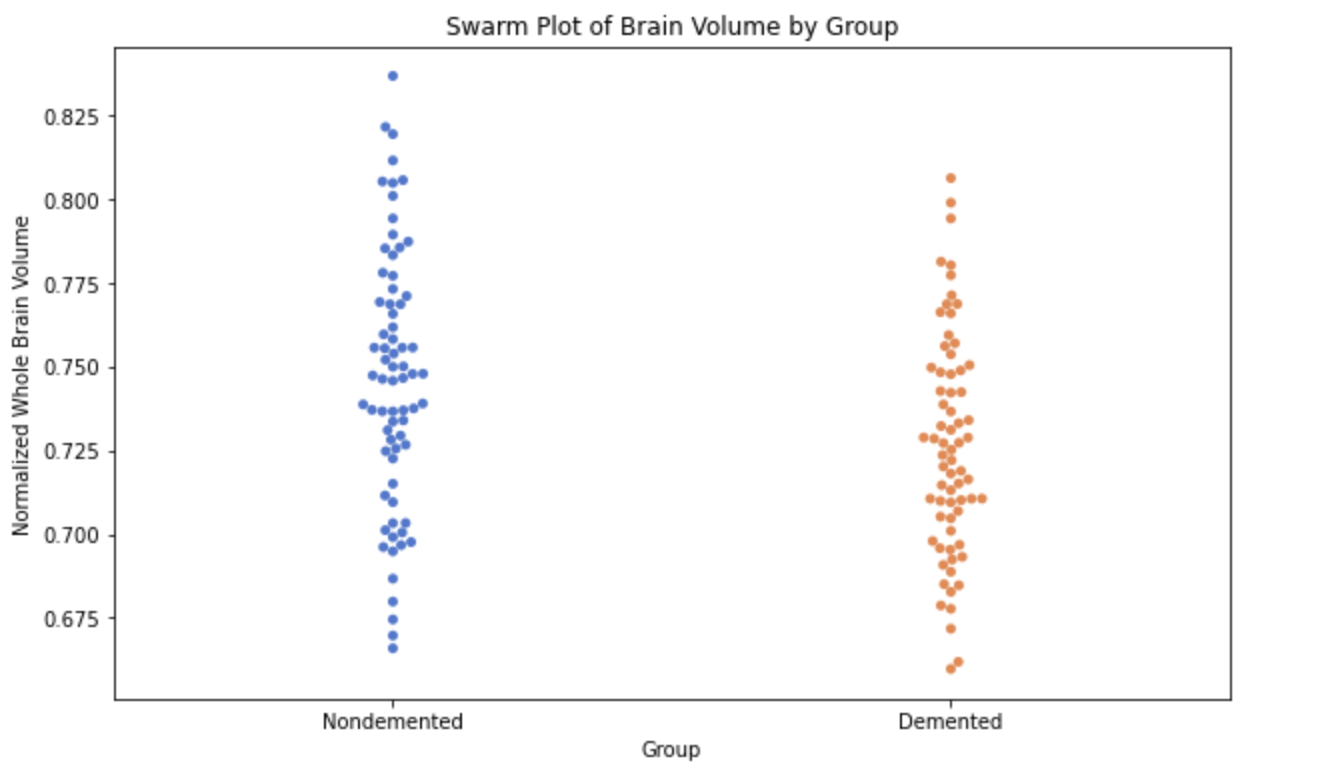 Swarm Plot of Brain Volume by Group
Normalized Whole Brain Volume
0.825
0.800
0.775
0.750
0.725
0.700
0.675
Nondemented Demented
Group